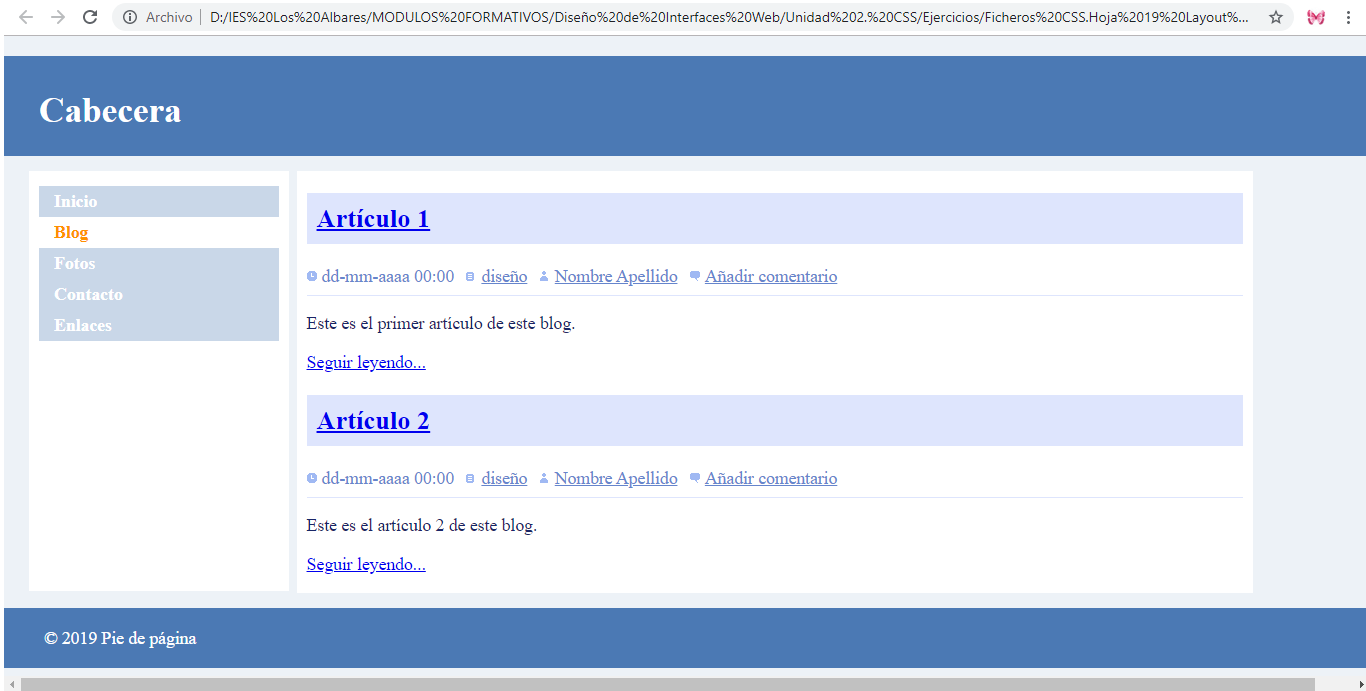 Archivo D:/IES%20Los%20Albares/MODULOS%20FORMATIVOS/Diseño%20de%20Interfaces%20Web/Unidad%202.%20CSS/Ejercicios/Ficheros%20CSS.Hoja%2019%20Layout%...
Cabecera
Inicio
Blog
Fotos
Contacto
Enlaces
Artículo 1
dd-mm-aaaa 00:00 diseño Nombre Apellido Añadir comentario
Este es el primer artículo de este blog.
Seguir leyendo...
Artículo 2
dd-mm-aaaa 00:00 diseño Nombre Apellido Añadir comentario
Este es el artículo 2 de este blog.
Seguir leyendo...
© 2019 Pie de página